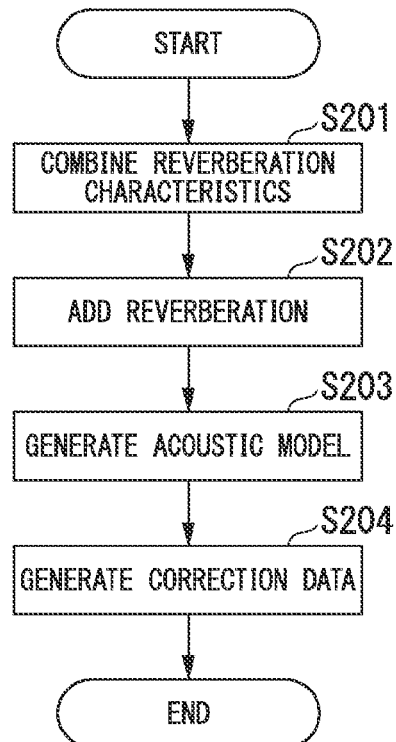 START
S201
COMBINE REVERBERATION
CHARACTERISTICS
S202
ADD REVERBERATION
S203
GENERATE ACOUSTIC MODEL
S204
GENERATE CORRECTION DATA
END